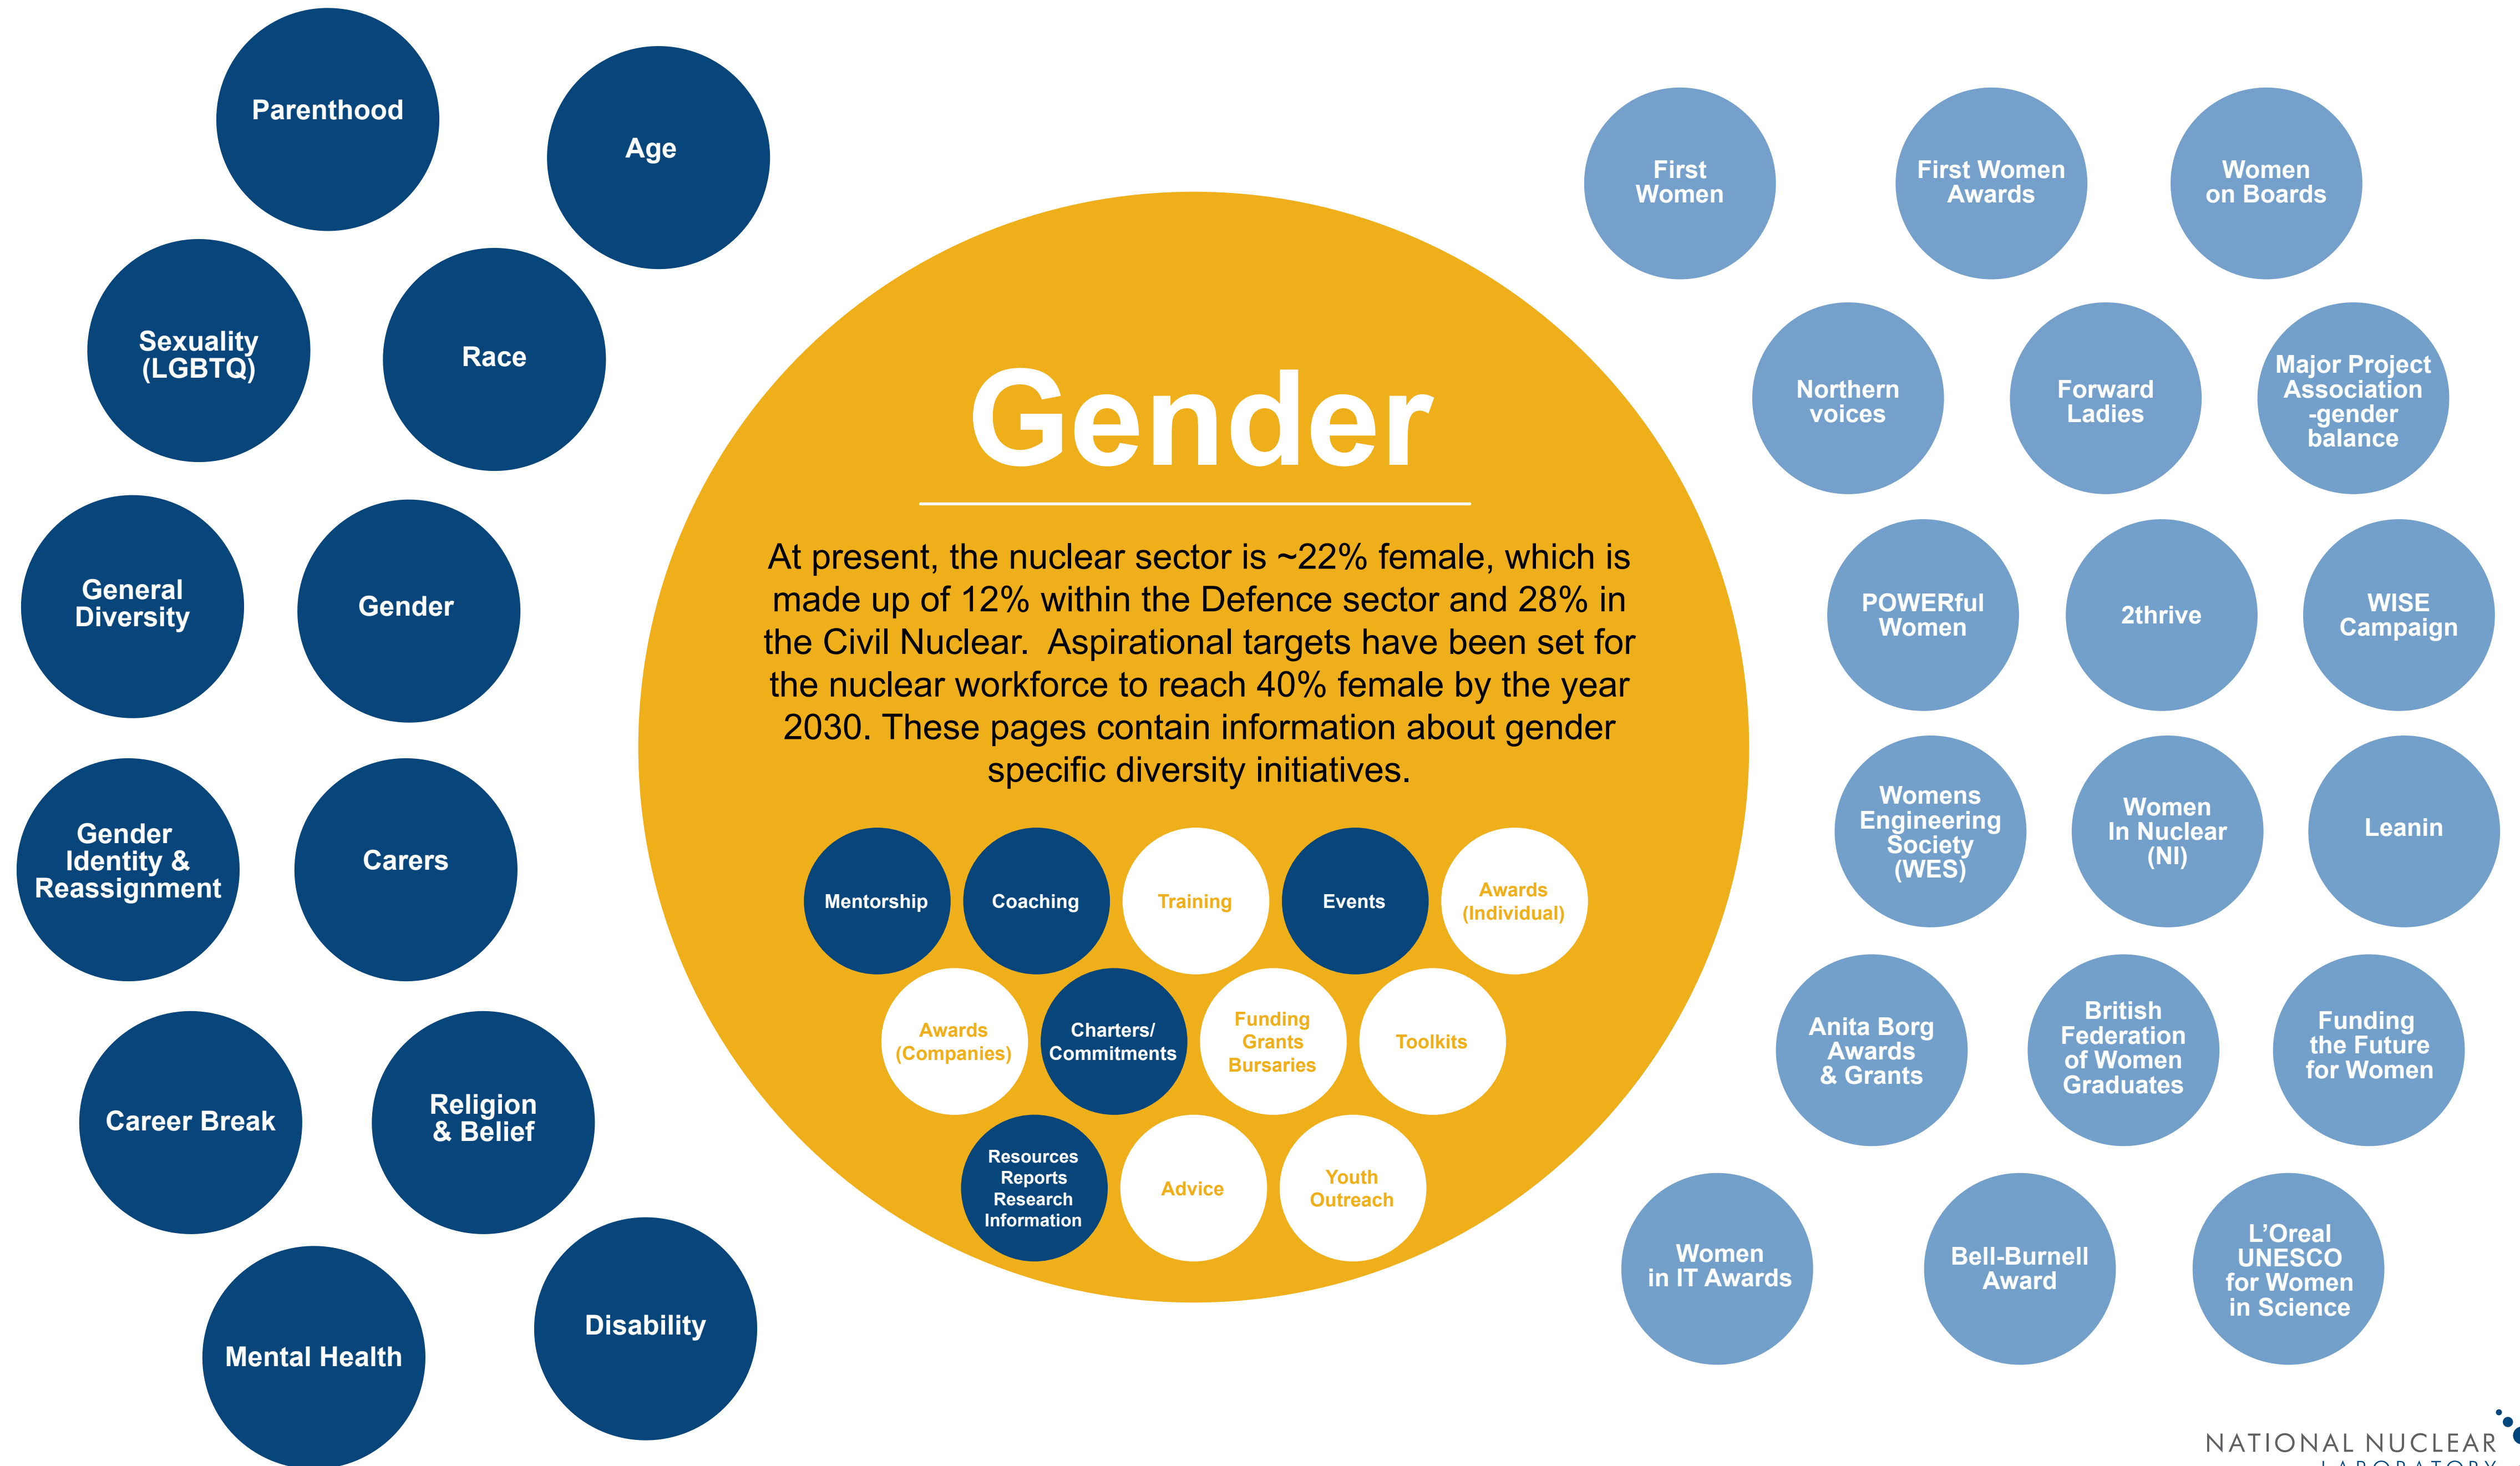 Parenthood
Age
Sexuality
(LGBTQ)
Race
General
Diversity
Gender
Gender
Identity &
Reassignment
Carers
Career Break
Religion
& Belief
Mental Health
Disability
Gender
At present, the nuclear sector is ~22% female, which is
made up of 12% within the Defence sector and 28% in
the Civil Nuclear.  Aspirational targets have been set for
the nuclear workforce to reach 40% female by the year
2030. These pages contain information about gender
specific diversity initiatives.
Mentorship
Coaching
Training
Events
Awards
(Individual)
Awards
(Companies)
Charters/
Commitments
Funding
Grants
Bursaries
Toolkits
Resources
Reports
Research
Information
Advice
Youth
Outreach
First
Women
First Women
Awards
Women
on Boards
Northern
voices
Forward
Ladies
Major Project
Association
-gender
balance
POWERful
Women
2thrive
WISE
Campaign
Womens
Engineering
Society
(WES)
Women
In Nuclear
(NI)
Leanin
Anita Borg
Awards
& Grants
British
Federation
of Women
Graduates
Funding
the Future
for Women
Women
in IT Awards
Bell-Burnell
Award
L’Oreal
UNESCO
for Women
in Science
NATIONAL NUCLEAR
LABORATORY